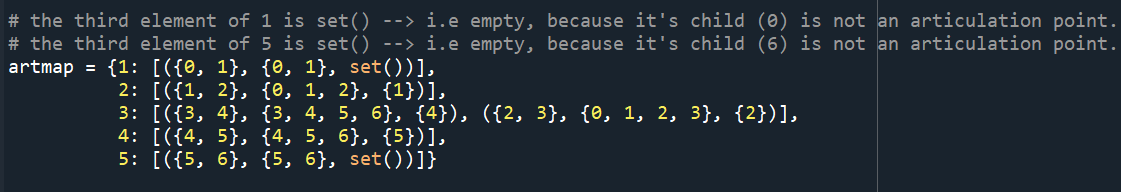 # the third element of 1 is set() --> i.e empty, because it's child (0) is not an articulation point.
# the third element of 5 is set() --> i.e empty, because it's child (6) is not an articulation point.
artmap = {1: [({0, 1}, {0, 1}, set())],
          2: [({1, 2}, {0, 1, 2}, {1})],
          3: [({3, 4}, {3, 4, 5, 6}, {4}), ({2, 3}, {0, 1, 2, 3}, {2})],
          4: [({4, 5}, {4, 5, 6}, {5})],
          5: [({5, 6}, {5, 6}, set())]}